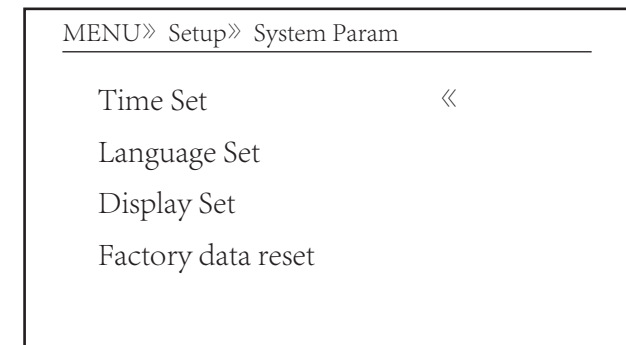 MENU》 Setup》 System Param
Time Set 《
Language Set
Display Set
Factory data reset